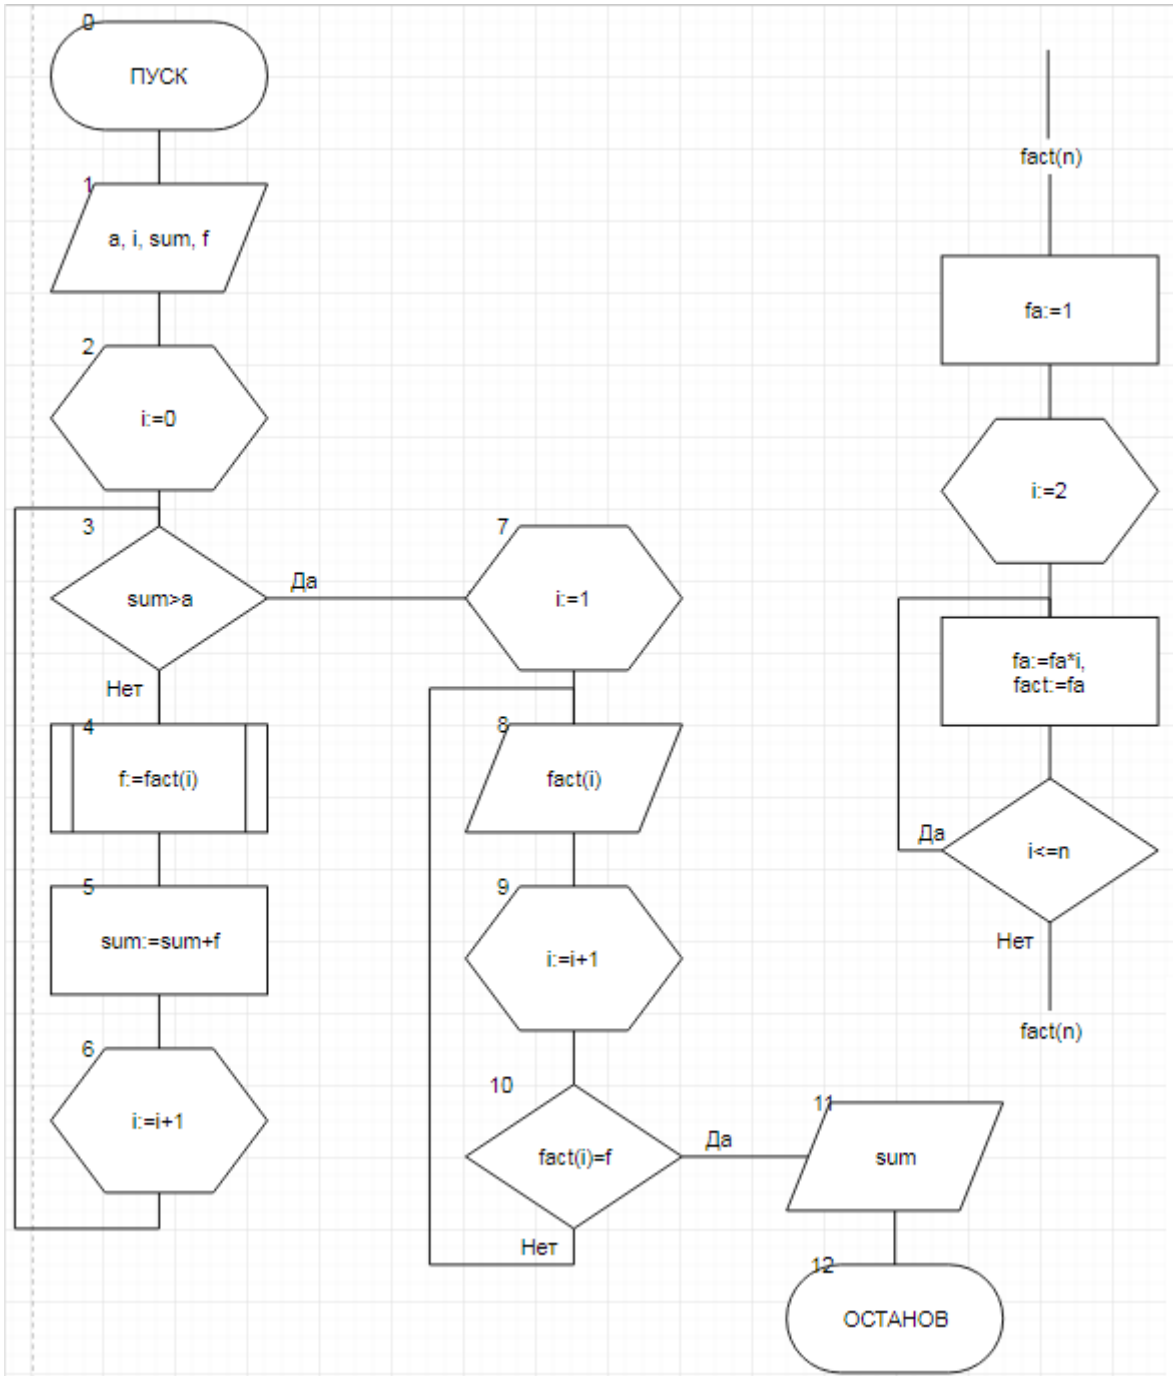 0
ПУСК
1
a, i, sum, f
2
i:=0
3
sum>a
Да
Нет
4
f:=fact(i)
5
sum:=sum+f
6
i:=i+1
7
i:=1
8
fact(i)
9
i:=i+1
10
fact(i)=f
Да
Нет
11
sum
12
ОСТАНОВ
fact(n)
fa:=1
i:=2
fa:=fa*i,
fact:=fa
Да
i<=n
Нет
fact(n)